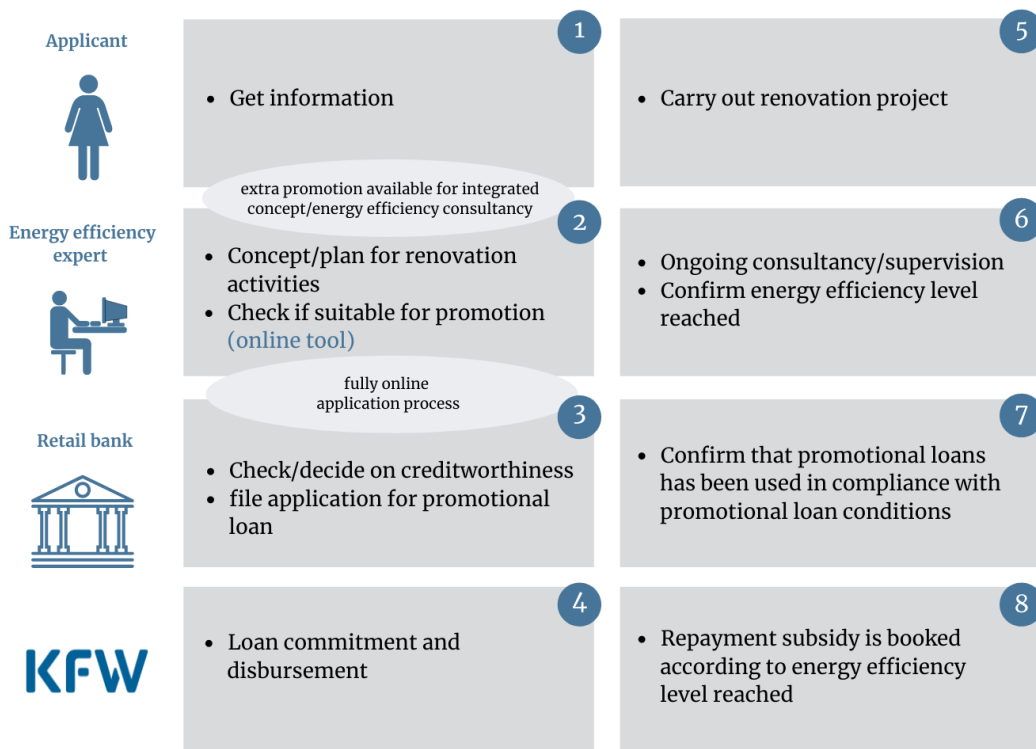 Applicant
1
• Get information
5
• Carry out renovation project
extra promotion available for integrated
concept/energy efficiency consultancy
Energy efficiency
expert
2
• Concept/plan for renovation
activities
• Check if suitable for promotion
(online tool)
6
• Ongoing consultancy/supervision
• Confirm energy efficiency level
reached
fully online
application process
Retail bank
3
• Check/decide on creditworthiness
• file application for promotional
loan
7
• Confirm that promotional loans
has been used in compliance with
promotional loan conditions
KFW
4
• Loan commitment and
disbursement
8
• Repayment subsidy is booked
according to energy efficiency
level reached